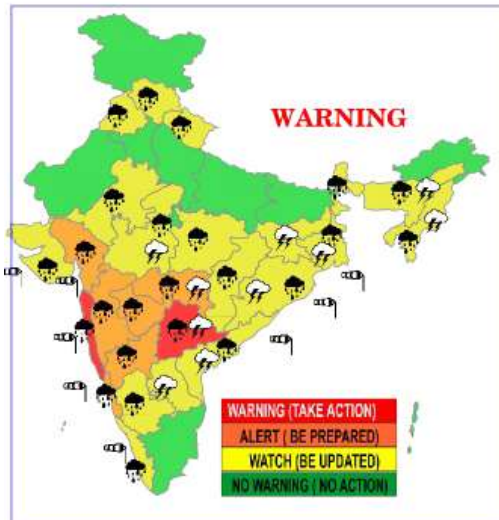 WARNING
WARNING (TAKE ACTION)
ALERT ( BE PREPARED)
WATCH (BE UPDATED)
NO WARNING ( NO ACTION)